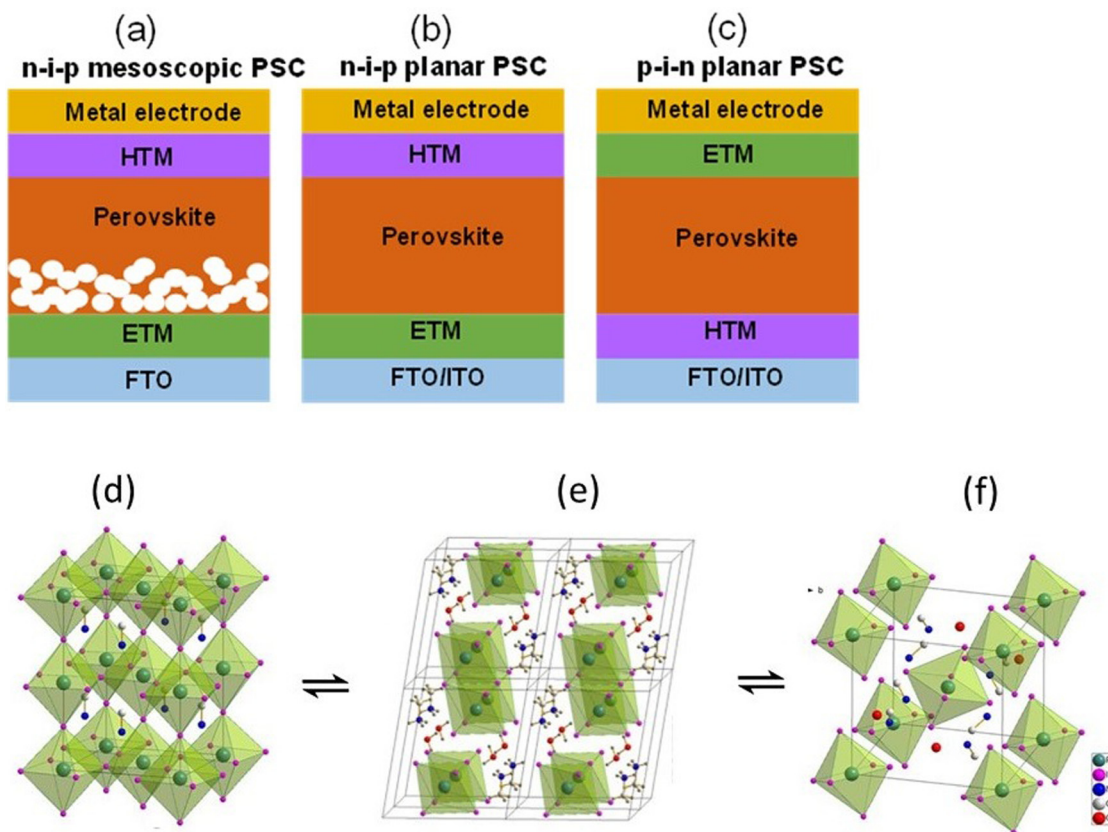 (a)
n-i-p mesoscopic PSC
Metal electrode
HTM
Perovskite
ETM
FTO
(b)
n-i-p planar PSC
Metal electrode
HTM
Perovskite
ETM
FTO/ITO
(c)
p-i-n planar PSC
Metal electrode
ETM
Perovskite
HTM
FTO/ITO
(d)
⇌
(e)
⇌
(f)
b